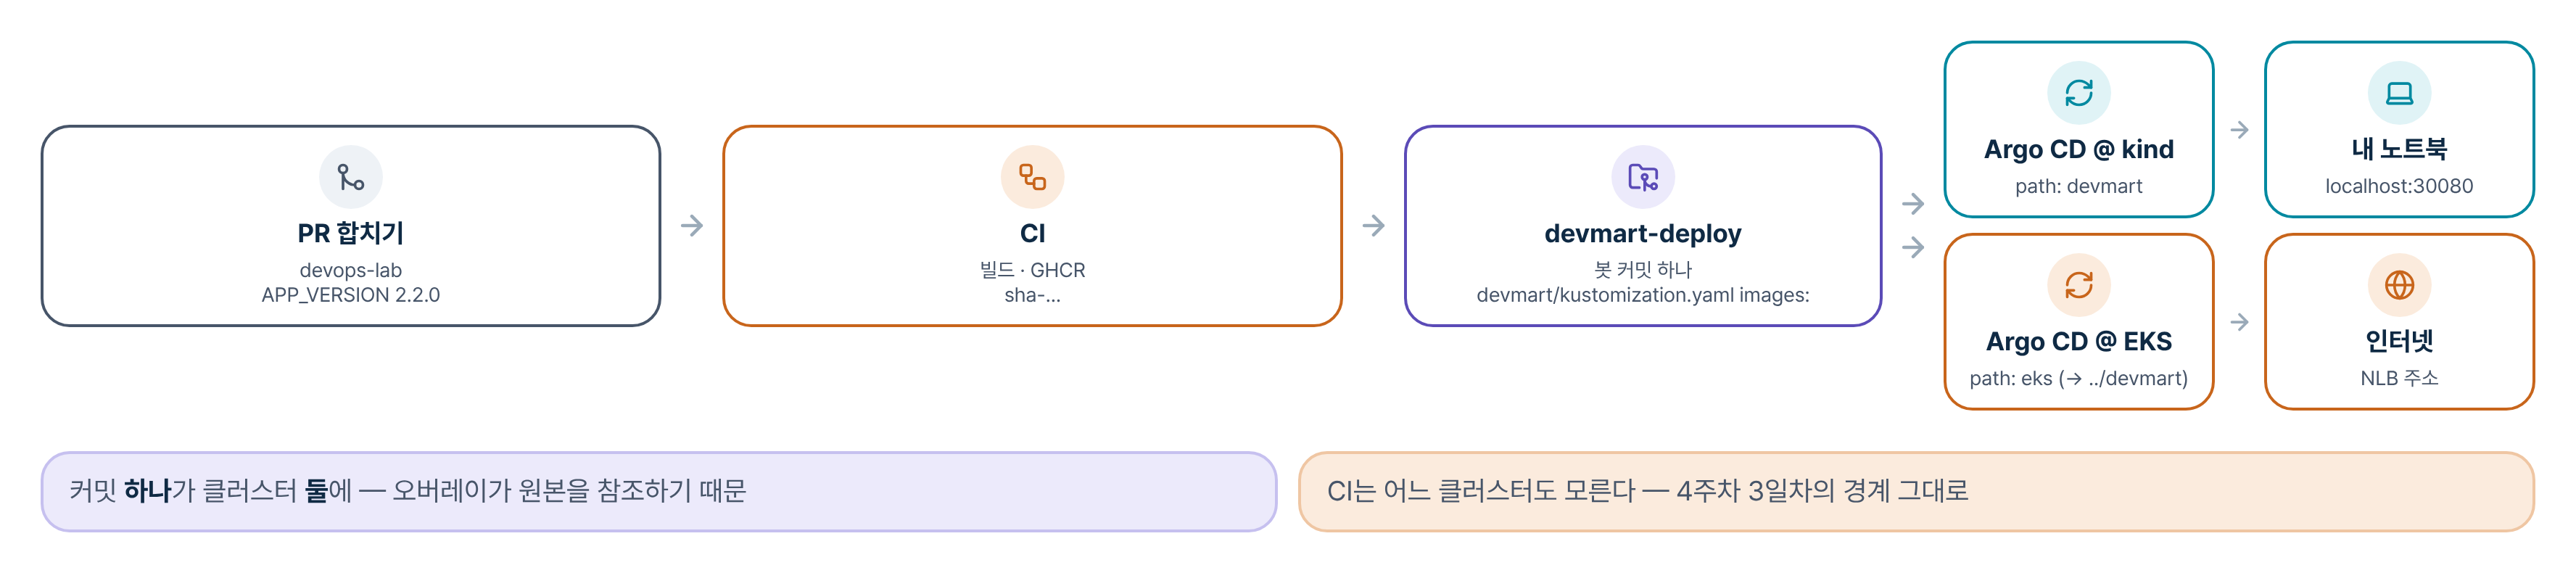 PR 합치기
devops-lab
APP_VERSION 2.2.0
CI
빌드 · GHCR
sha-...
devmart-deploy
봇 커밋 하나
devmart/kustomization.yaml images:
Argo CD @ kind
path: devmart
내 노트북
localhost:30080
Argo CD @ EKS
path: eks (→ ../devmart)
인터넷
NLB 주소
커밋 하나가 클러스터 둘에 — 오버레이가 원본을 참조하기 때문
CI는 어느 클러스터도 모른다 — 4주차 3일차의 경계 그대로